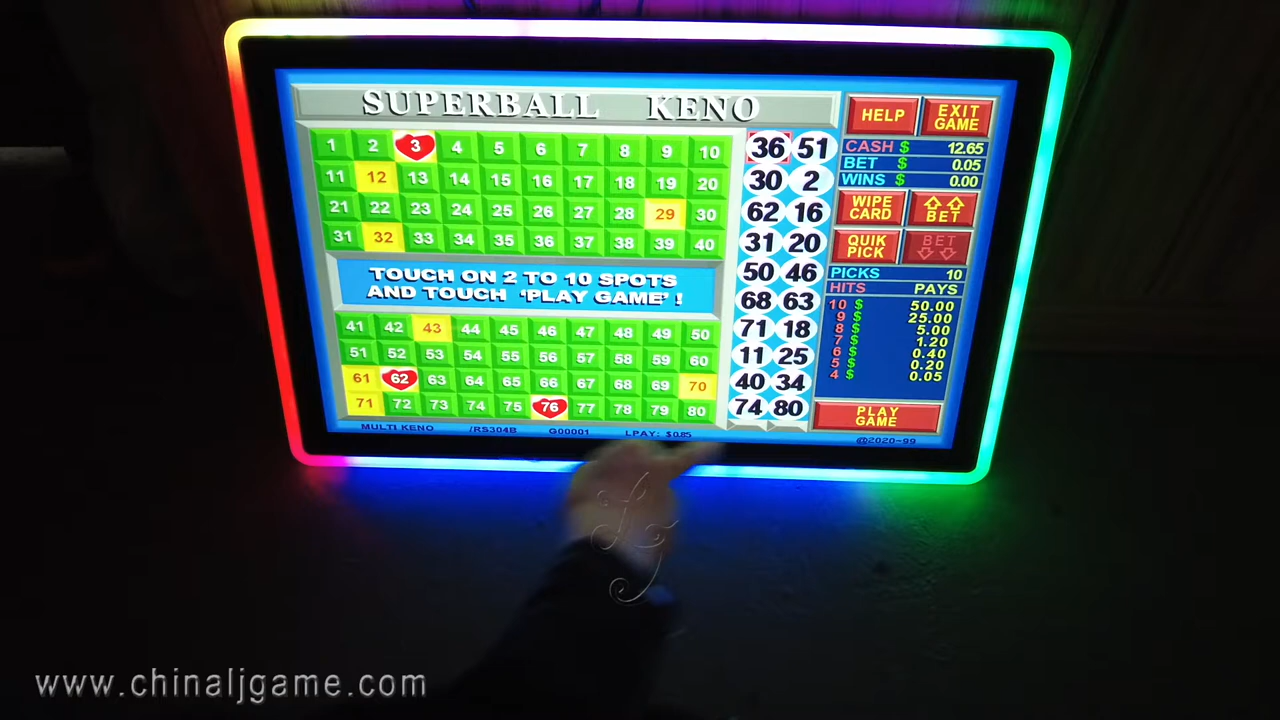 SUPERBALL KENO
HELP
EXIT GAME
CASH $ 12.65
BET $ 0.05
WINS $ 0.00
WIPE CARD
BET
QUIK PICK
BET
PICKS 10
HITS PAYS
10 $ 50.00
9 $ 25.00
8 $ 5.00
7 $ 1.20
6 $ 0.40
5 $ 0.20
4 $ 0.05
PLAY GAME
1 2 3 4 5 6 7 8 9 10
11 12 13 14 15 16 17 18 19 20
21 22 23 24 25 26 27 28 29 30
31 32 33 34 35 36 37 38 39 40
TOUCH ON 2 TO 10 SPOTS
AND TOUCH 'PLAY GAME' !
41 42 43 44 45 46 47 48 49 50
51 52 53 54 55 56 57 58 59 60
61 62 63 64 65 66 67 68 69 70
71 72 73 74 75 76 77 78 79 80
36 51
30 2
62 16
31 20
50 46
68 63
71 18
11 25
40 34
74 80
MULTI KENO /RS304B G00001 LPAY: $0.85
@2020-99
LJ
www.chinaljgame.com